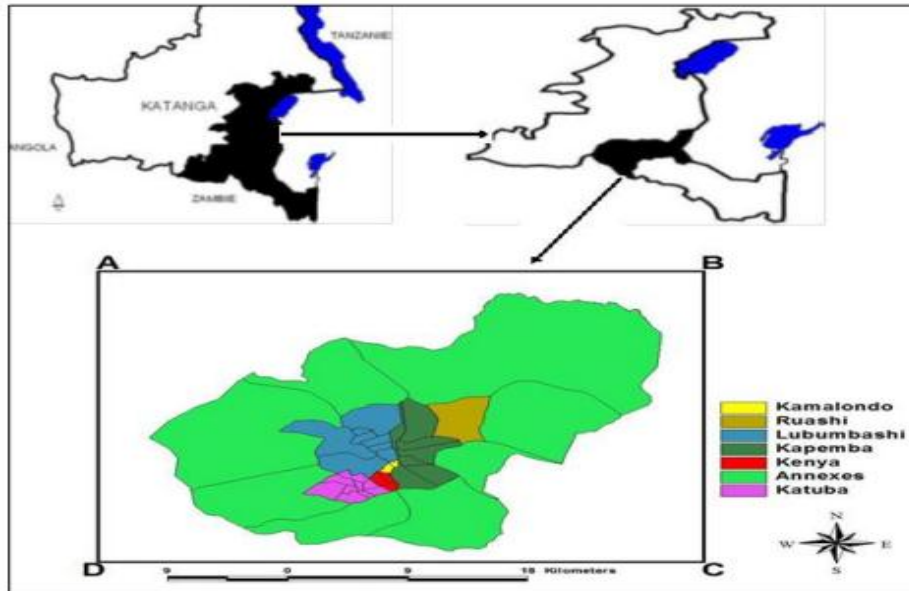 TANZANIE
KATANGA
ANGOLA
ZAMBIE
A
B
Kamalondo
Ruashi
Lubumbashi
Kapemba
Kenya
Annexes
Katuba
N
W E
S
D
C
9 0 9 18 Kilometers